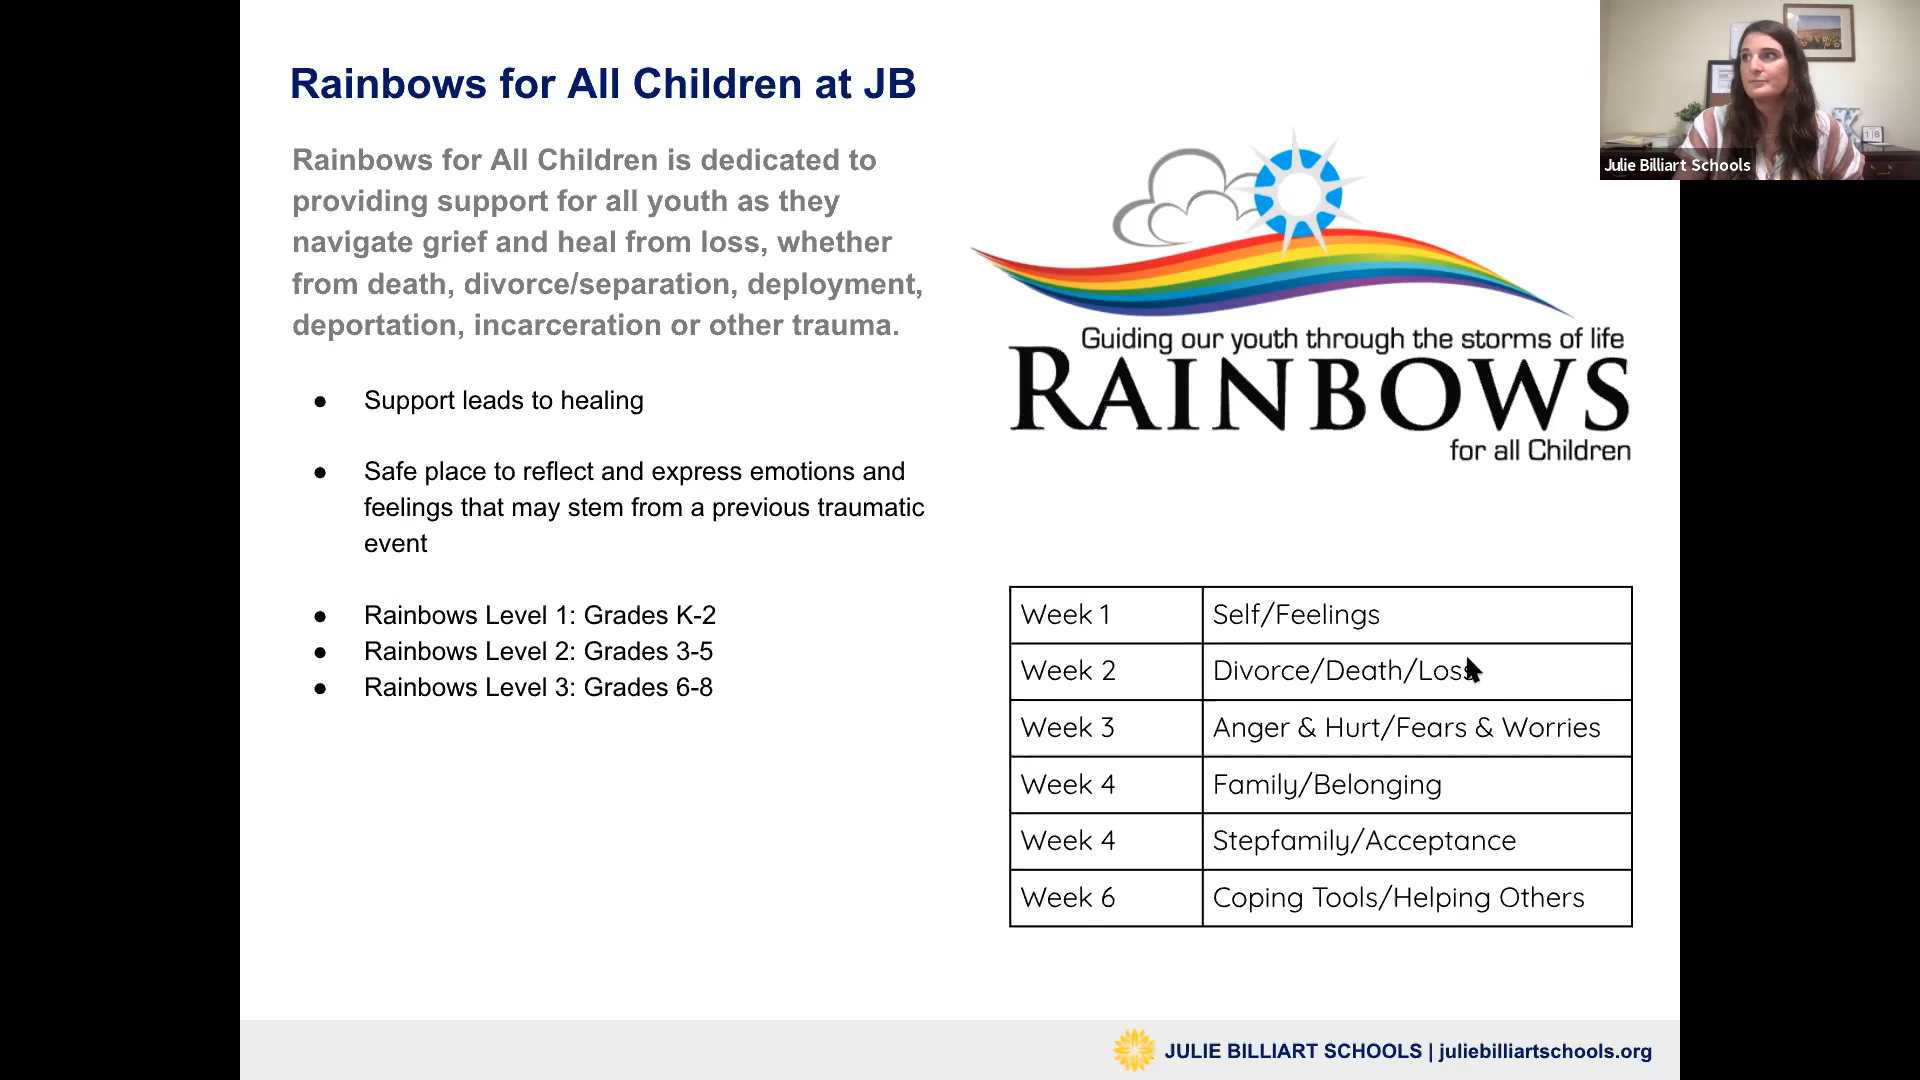 Rainbows for All Children at JB
Rainbows for All Children is dedicated to
providing support for all youth as they
navigate grief and heal from loss, whether
from death, divorce/separation, deployment,
deportation, incarceration or other trauma.
● Support leads to healing
● Safe place to reflect and express emotions and
feelings that may stem from a previous traumatic
event
● Rainbows Level 1: Grades K-2
● Rainbows Level 2: Grades 3-5
● Rainbows Level 3: Grades 6-8
Guiding our youth through the storms of life
RAINBOWS
for all Children
Week 1 Self/Feelings
Week 2 Divorce/Death/Loss
Week 3 Anger & Hurt/Fears & Worries
Week 4 Family/Belonging
Week 4 Stepfamily/Acceptance
Week 6 Coping Tools/Helping Others
JULIE BILLIART SCHOOLS | juliebilliartschools.org
Julie Billiart Schools
18